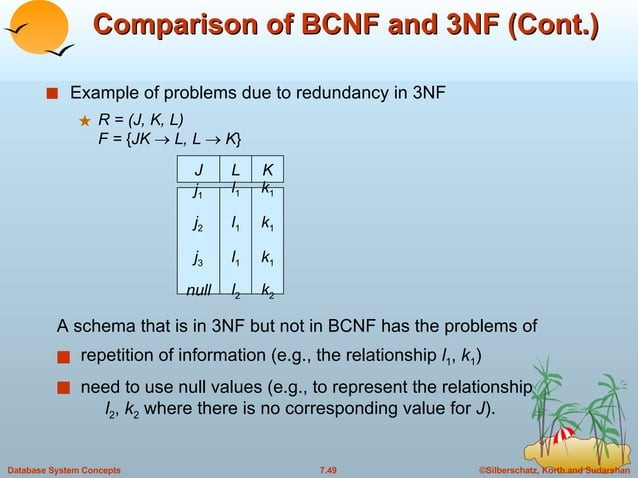 Comparison of BCNF and 3NF (Cont.)
Example of problems due to redundancy in 3NF
R = (J, K, L)
F = {JK → L, L → K}
J L K
j1 l1 k1
j2 l1 k1
j3 l1 k1
null l2 k2
A schema that is in 3NF but not in BCNF has the problems of
repetition of information (e.g., the relationship l1, k1)
need to use null values (e.g., to represent the relationship
l2, k2 where there is no corresponding value for J).
Database System Concepts 7.49 ©Silberschatz, Korth and Sudarshan